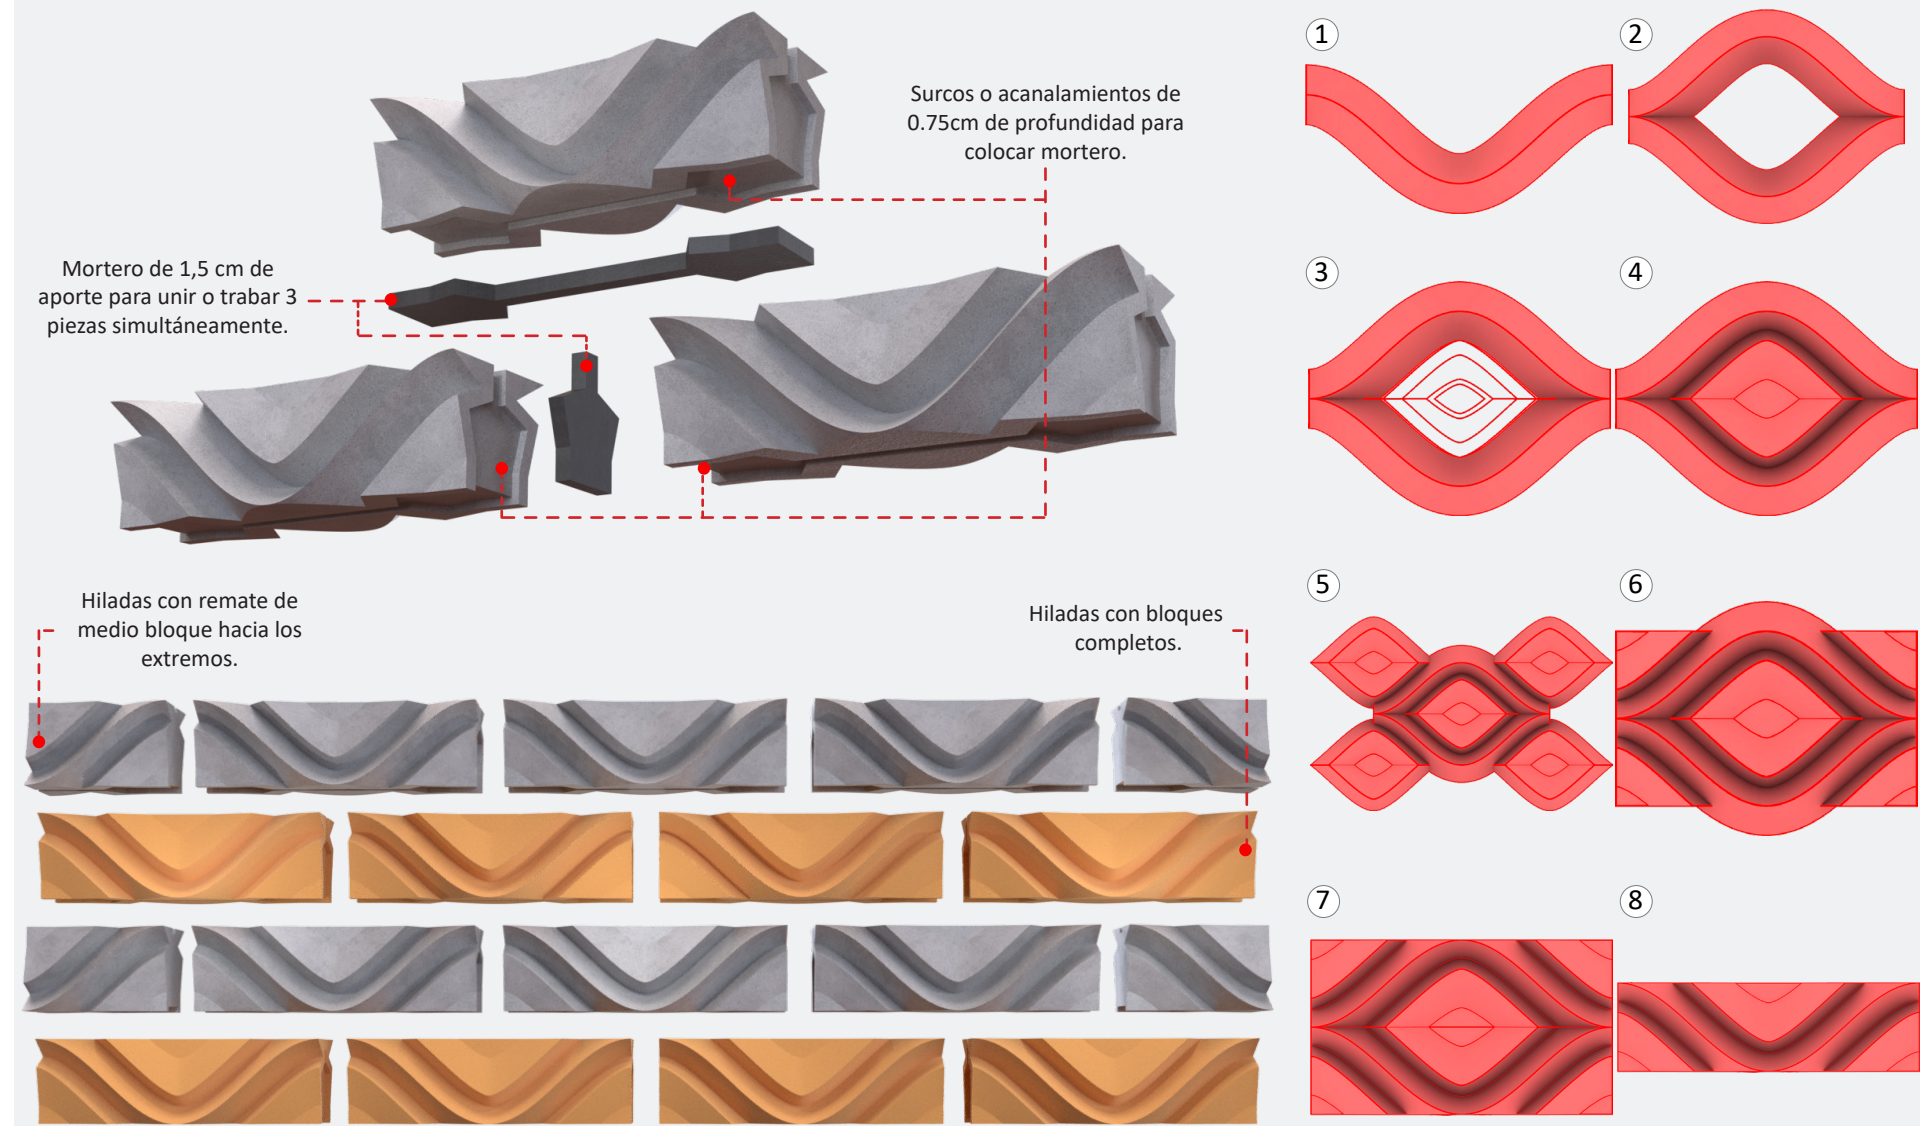 Surcos o acanalamientos de
0.75cm de profundidad para
colocar mortero.
Mortero de 1,5 cm de
aporte para unir o trabar 3
piezas simultáneamente.
Hiladas con remate de
medio bloque hacia los
extremos.
Hiladas con bloques
completos.
1
2
3
4
5
6
7
8